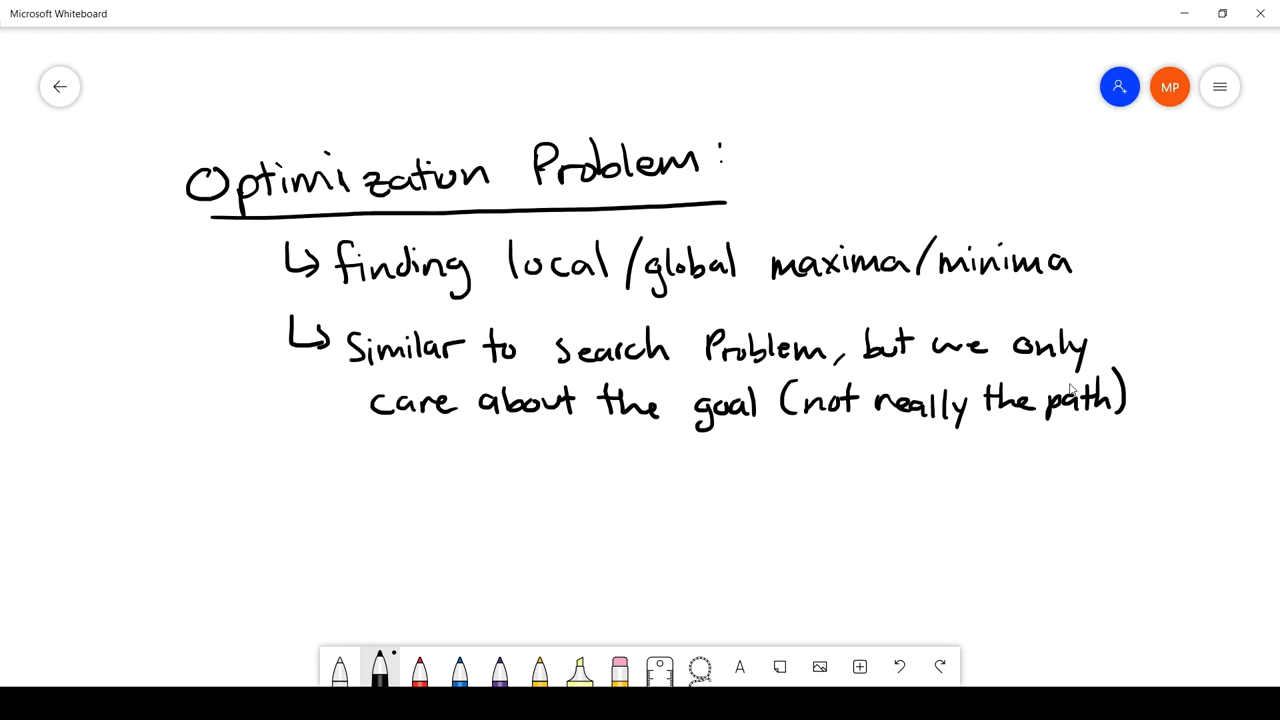 Microsoft Whiteboard
MP
Optimization Problem:
↳ finding local/global maxima/minima
↳ Similar to search Problem, but we only
care about the goal (not really the path)
A